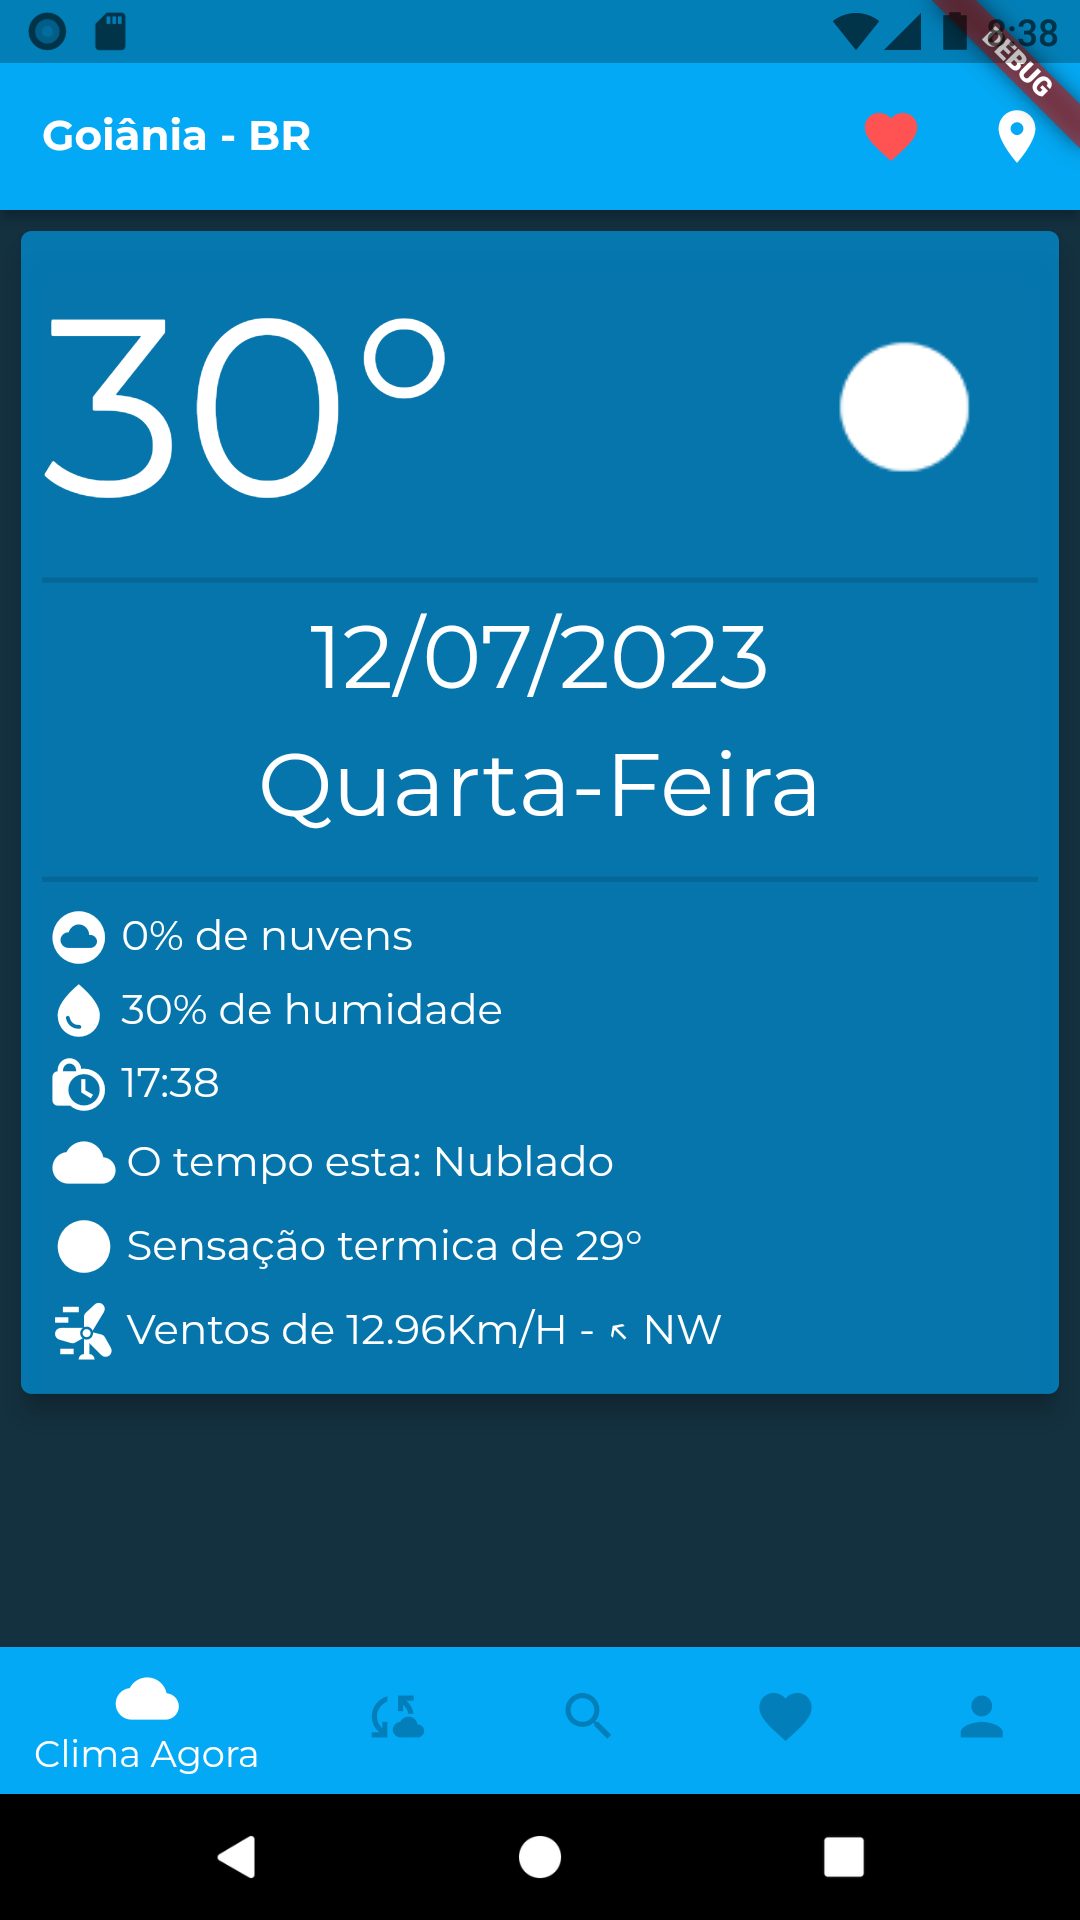 8:38
DEBUG
Goiânia - BR
30°
12/07/2023
Quarta-Feira
0% de nuvens
30% de humidade
17:38
O tempo esta: Nublado
Sensação termica de 29°
Ventos de 12.96Km/H - ↖ NW
Clima Agora